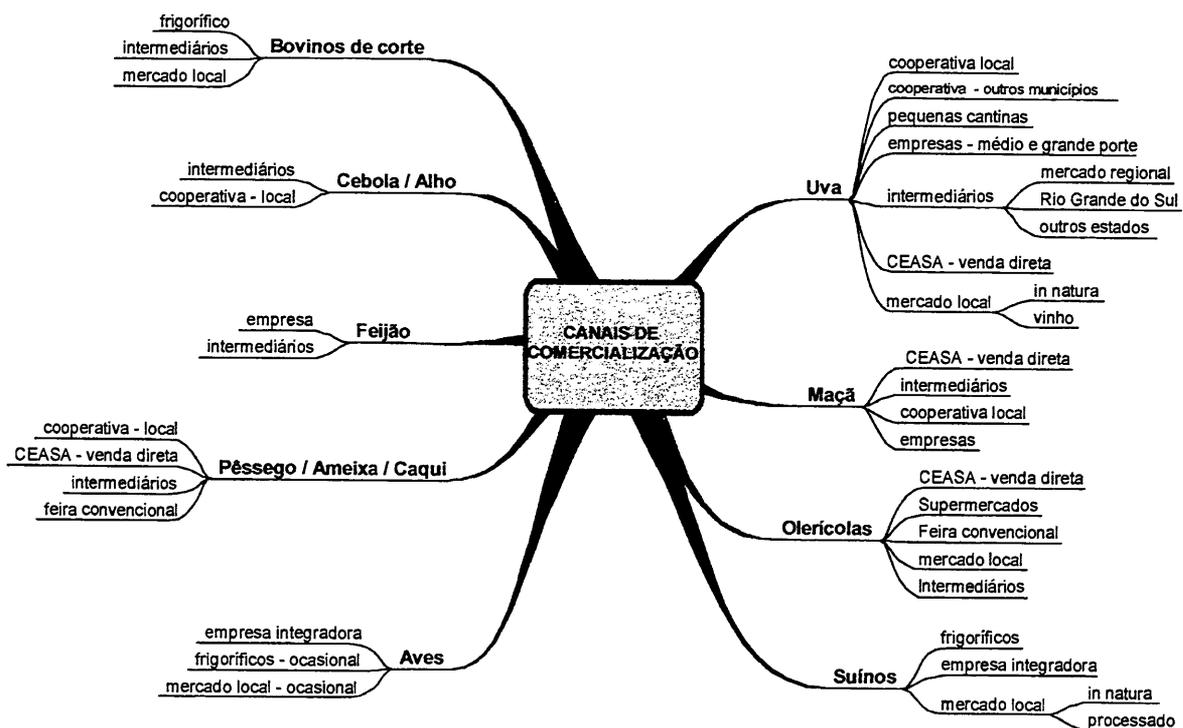 CANAIS DE
COMERCIALIZAÇÃO
Bovinos de corte
frigorífico
intermediários
mercado local
Cebola / Alho
intermediários
cooperativa - local
Feijão
empresa
intermediários
Pêssego / Ameixa / Caqui
cooperativa - local
CEASA - venda direta
intermediários
feira convencional
Aves
empresa integradora
frigoríficos - ocasional
mercado local - ocasional
Uva
cooperativa local
cooperativa - outros municípios
pequenas cantinas
empresas - médio e grande porte
intermediários
mercado regional
Rio Grande do Sul
outros estados
CEASA - venda direta
mercado local
in natura
vinho
Maçã
CEASA - venda direta
intermediários
cooperativa local
empresas
Olerícolas
CEASA - venda direta
Supermercados
Feira convencional
mercado local
Intermediários
Suínos
frigoríficos
empresa integradora
mercado local
in natura
processado